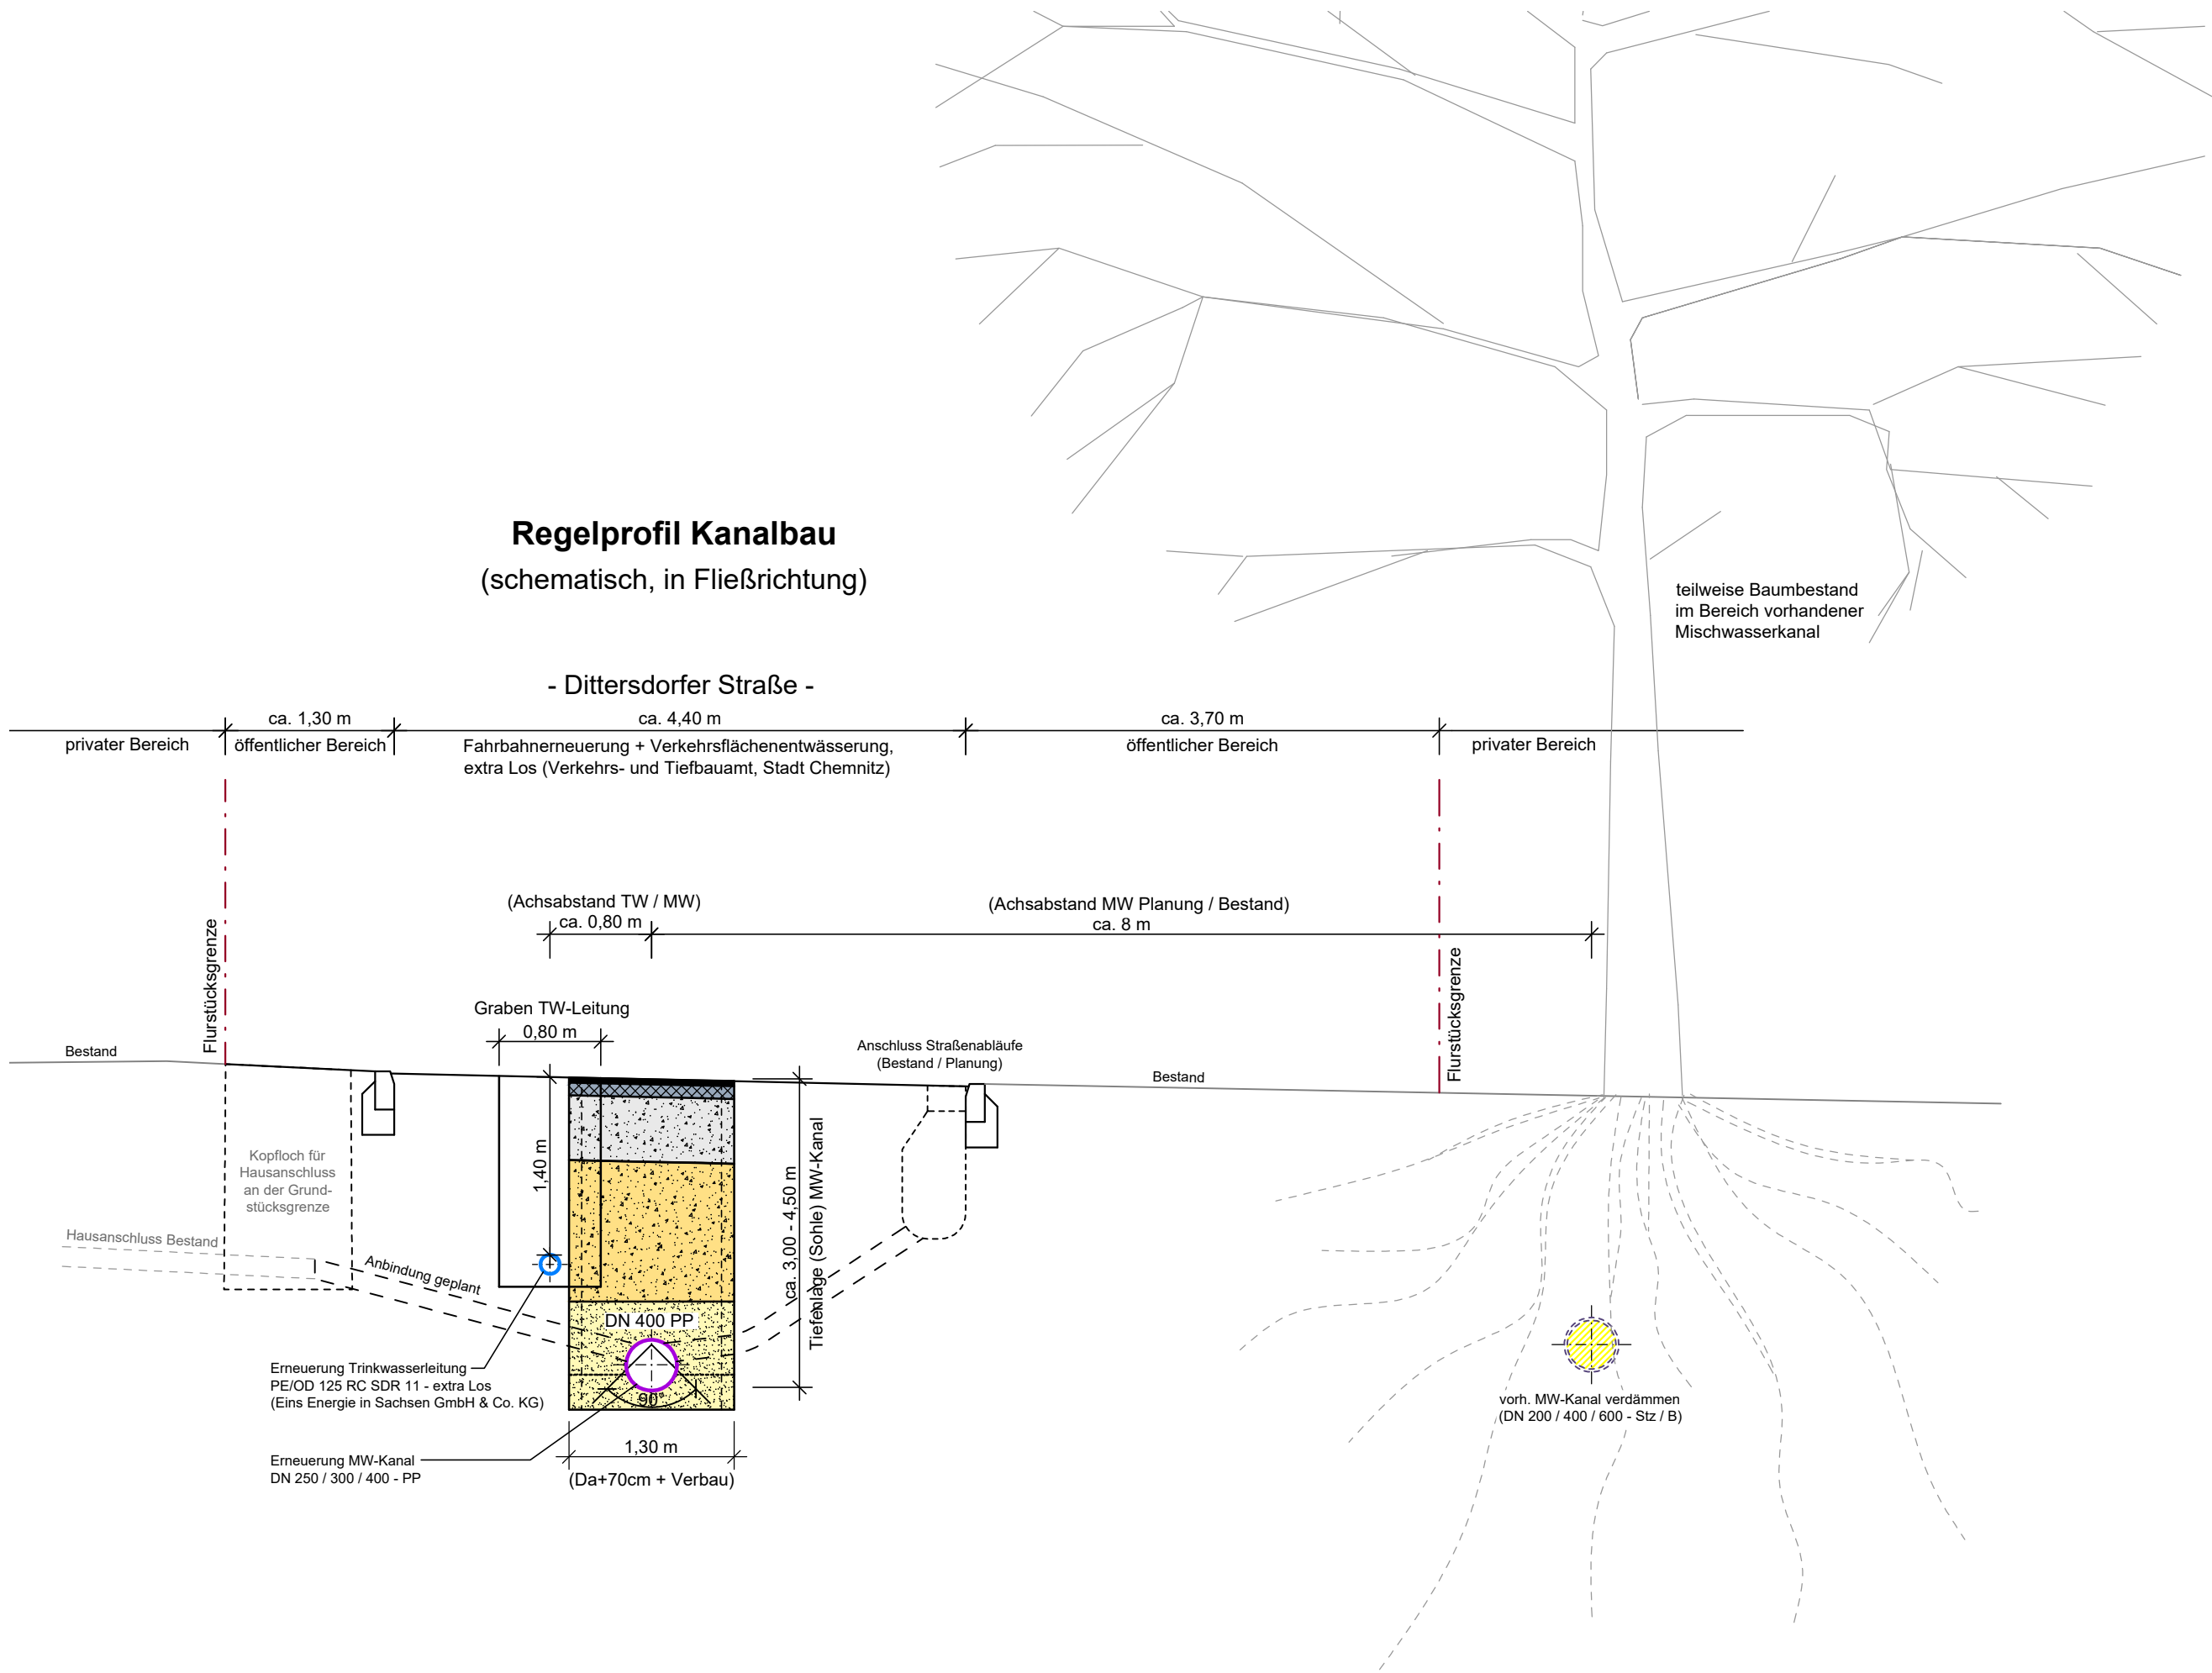 Regelprofil Kanalbau
(schematisch, in Fließrichtung)
teilweise Baumbestand
im Bereich vorhandener
Mischwasserkanal
- Dittersdorfer Straße -
ca. 1,30 m
ca. 4,40 m
ca. 3,70 m
privater Bereich
öffentlicher Bereich
Fahrbahnerneuerung + Verkehrsflächenentwässerung,
extra Los (Verkehrs- und Tiefbauamt, Stadt Chemnitz)
öffentlicher Bereich
privater Bereich
(Achsabstand TW / MW)
ca. 0,80 m
(Achsabstand MW Planung / Bestand)
ca. 8 m
Flurstücksgrenze
Flurstücksgrenze
Graben TW-Leitung
0,80 m
Bestand
Anschluss Straßenabläufe
(Bestand / Planung)
Bestand
1,40 m
ca. 3,00 - 4,50 m
Tiefenlage (Sohle) MW-Kanal
Kopfloch für
Hausanschluss
an der Grund-
stücksgrenze
Hausanschluss Bestand
Anbindung geplant
DN 400 PP
90°
Erneuerung Trinkwasserleitung
PE/OD 125 RC SDR 11 - extra Los
(Eins Energie in Sachsen GmbH & Co. KG)
vorh. MW-Kanal verdämmen
(DN 200 / 400 / 600 - Stz / B)
1,30 m
(Da+70cm + Verbau)
Erneuerung MW-Kanal
DN 250 / 300 / 400 - PP